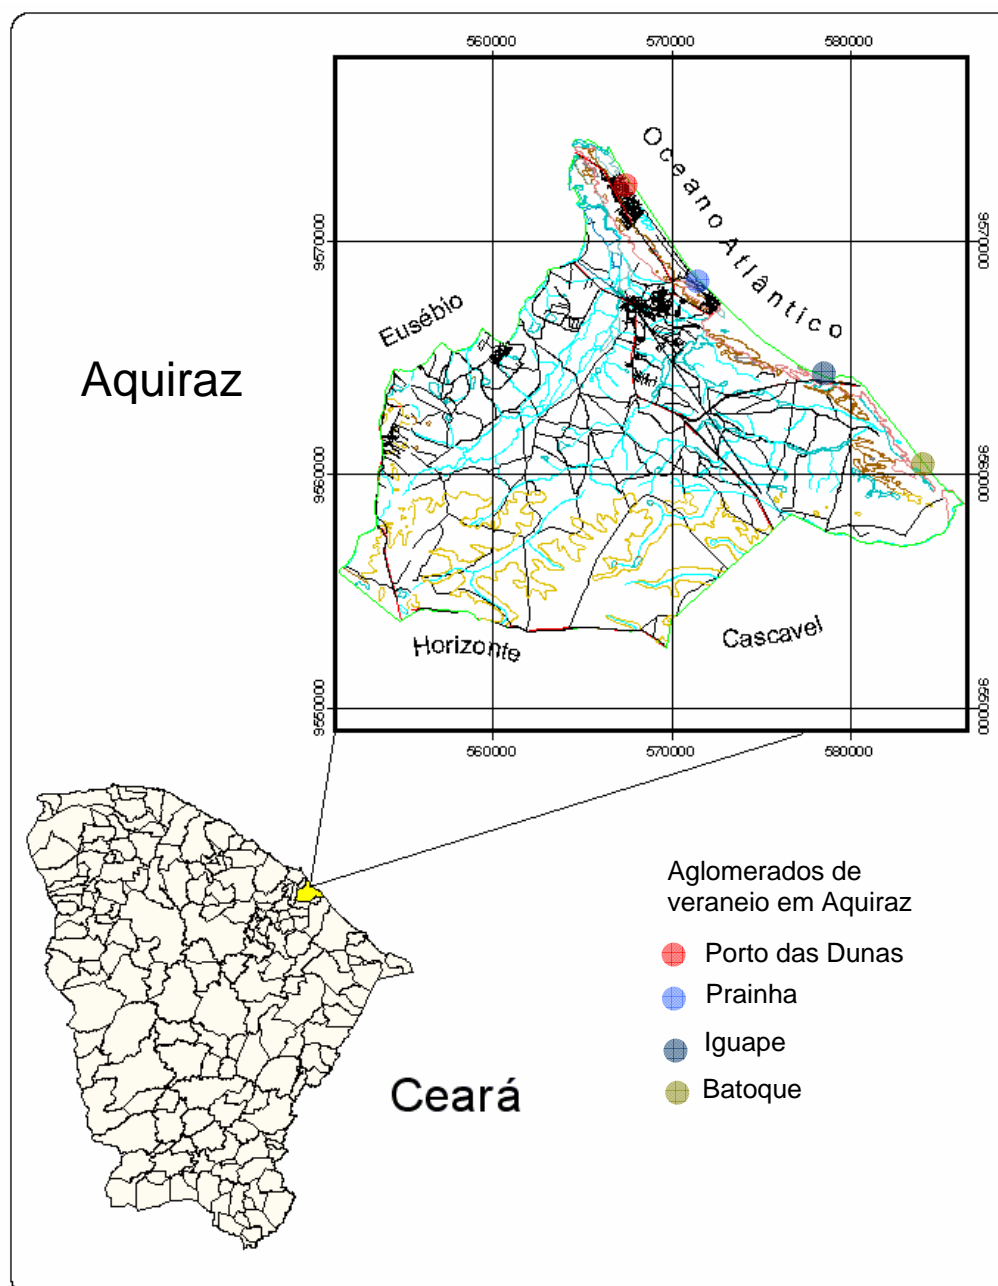 560000
570000
580000
Oceano Atlântico
9570000
9570000
Eusébio
Aquiraz
9560000
9560000
Horizonte
Cascavel
9550000
9550000
560000
570000
580000
Aglomerados de
veraneio em Aquiraz
Porto das Dunas
Prainha
Iguape
Batoque
Ceará